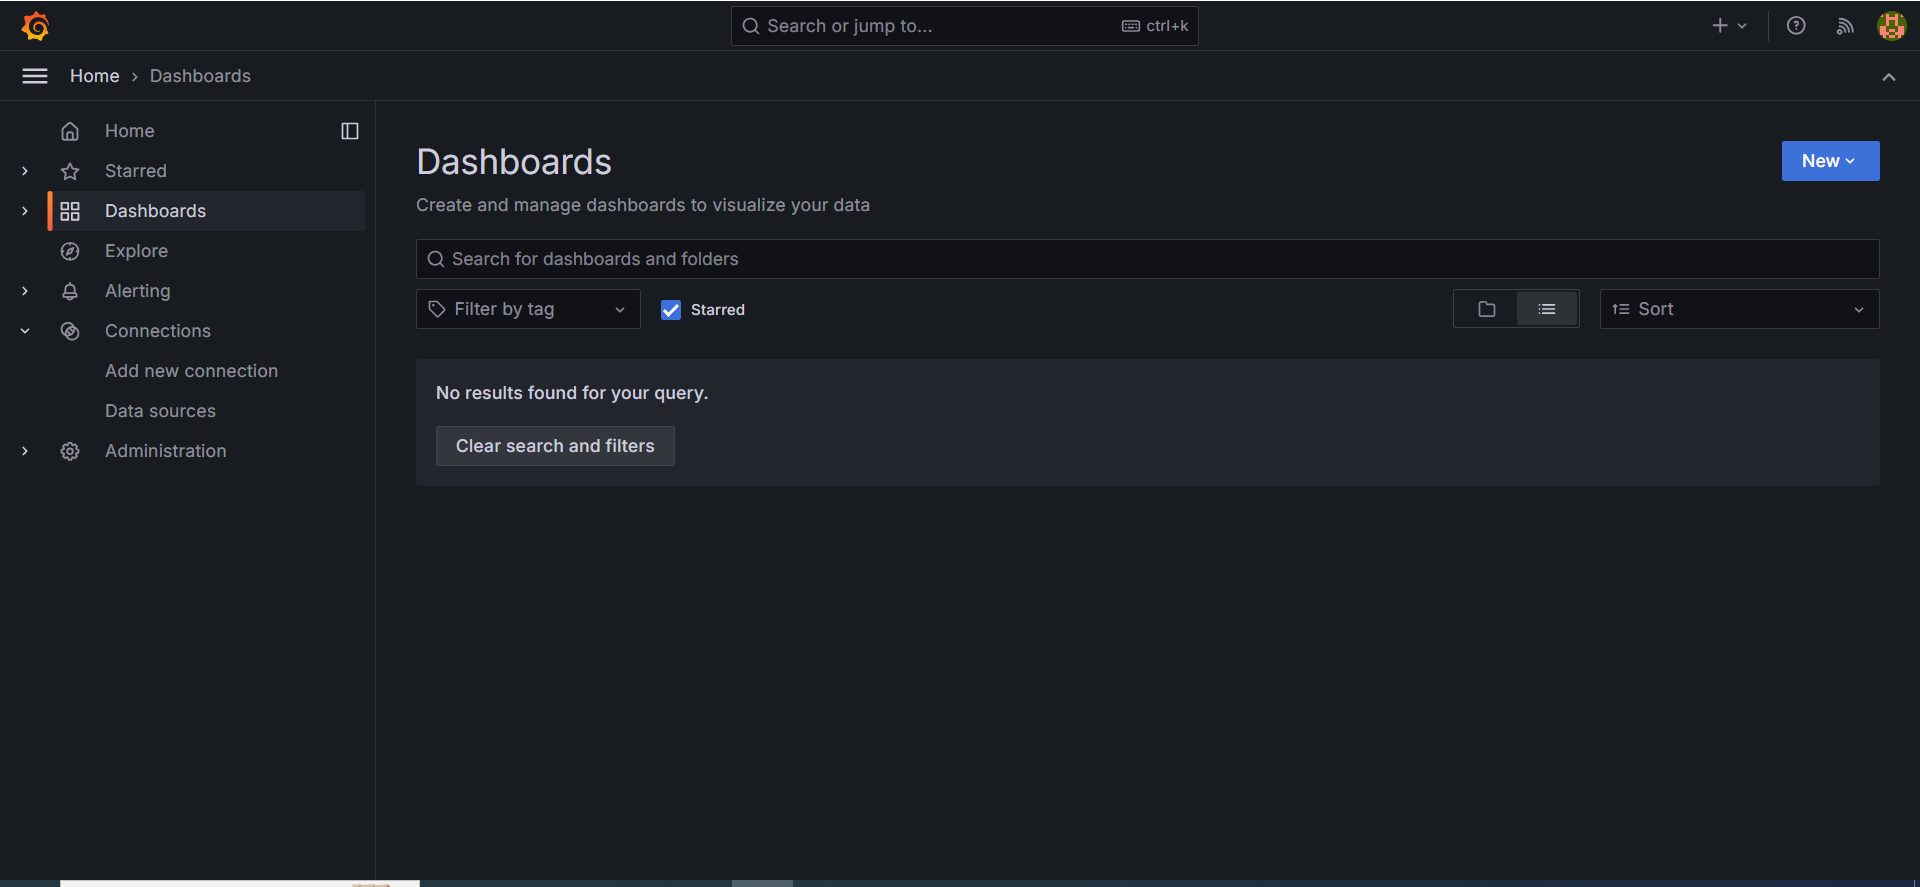 Search or jump to...
ctrl+k
Home
Dashboards
Home
Starred
Dashboards
Explore
Alerting
Connections
Add new connection
Data sources
Administration
Dashboards
New
Create and manage dashboards to visualize your data
Search for dashboards and folders
Filter by tag
Starred
Sort
No results found for your query.
Clear search and filters